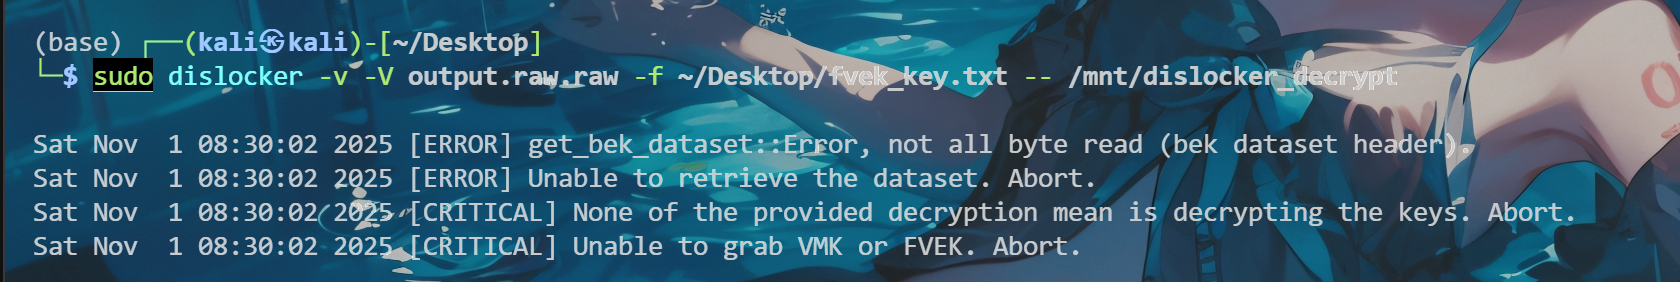 (base) ┌──(kali㉿kali)-[~/Desktop]
└─$ sudo dislocker -v -V output.raw.raw -f ~/Desktop/fvek_key.txt -- /mnt/dislocker_decrypt
Sat Nov  1 08:30:02 2025 [ERROR] get_bek_dataset::Error, not all byte read (bek dataset header).
Sat Nov  1 08:30:02 2025 [ERROR] Unable to retrieve the dataset. Abort.
Sat Nov  1 08:30:02 2025 [CRITICAL] None of the provided decryption mean is decrypting the keys. Abort.
Sat Nov  1 08:30:02 2025 [CRITICAL] Unable to grab VMK or FVEK. Abort.